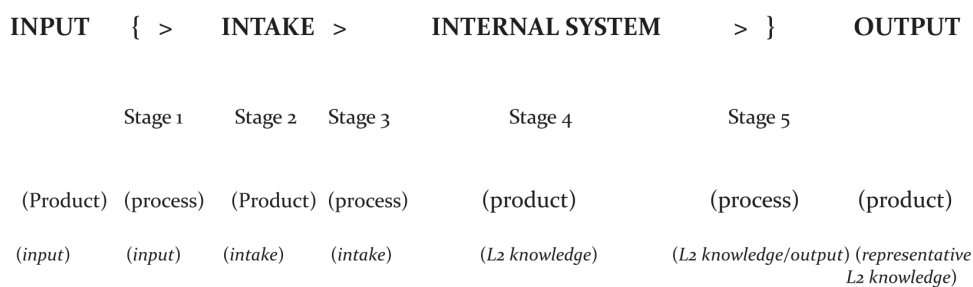 INPUT { > INTAKE > INTERNAL SYSTEM > } OUTPUT
Stage 1 Stage 2 Stage 3 Stage 4 Stage 5
(Product) (process) (Product) (process) (product) (process) (product)
(input) (input) (intake) (intake) (L2 knowledge) (L2 knowledge/output) (representative
L2 knowledge)